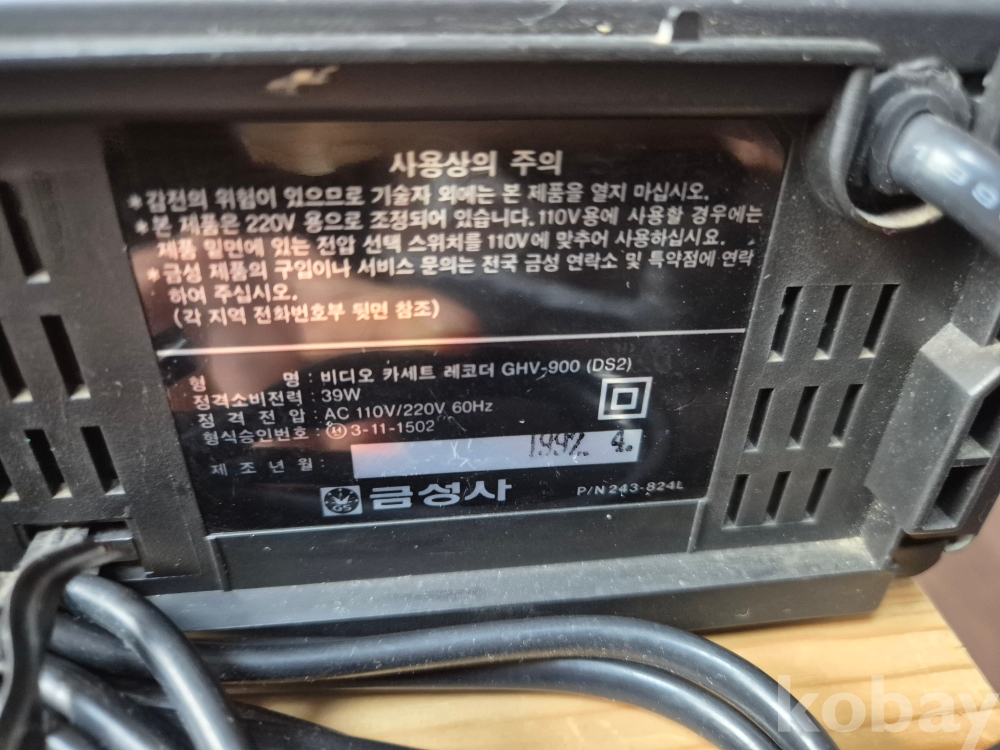 사용상의 주의
*감전의 위험이 있으므로 기술자 외에는 본 제품을 열지 마십시오.
*본 제품은 220V 용으로 조정되어 있습니다. 110V용에 사용할 경우에는
제품 밑면에 있는 전압 선택 스위치를 110V에 맞추어 사용하십시요.
*금성 제품의 구입이나 서비스 문의는 전국 금성 연락소 및 특약점에 연락
하여 주십시오.
(각 지역 전화번호부 뒷면 참조)
형 명 : 비디오 카세트 레코더 GHV-900 (DS2)
정격소비전력 : 39W
정격전압 : AC 110V/220V 60Hz
형식승인번호 : 3-11-1502
제조년월 : 1992. 4.
GS 금성사 P/N 243-824L
199
kobay